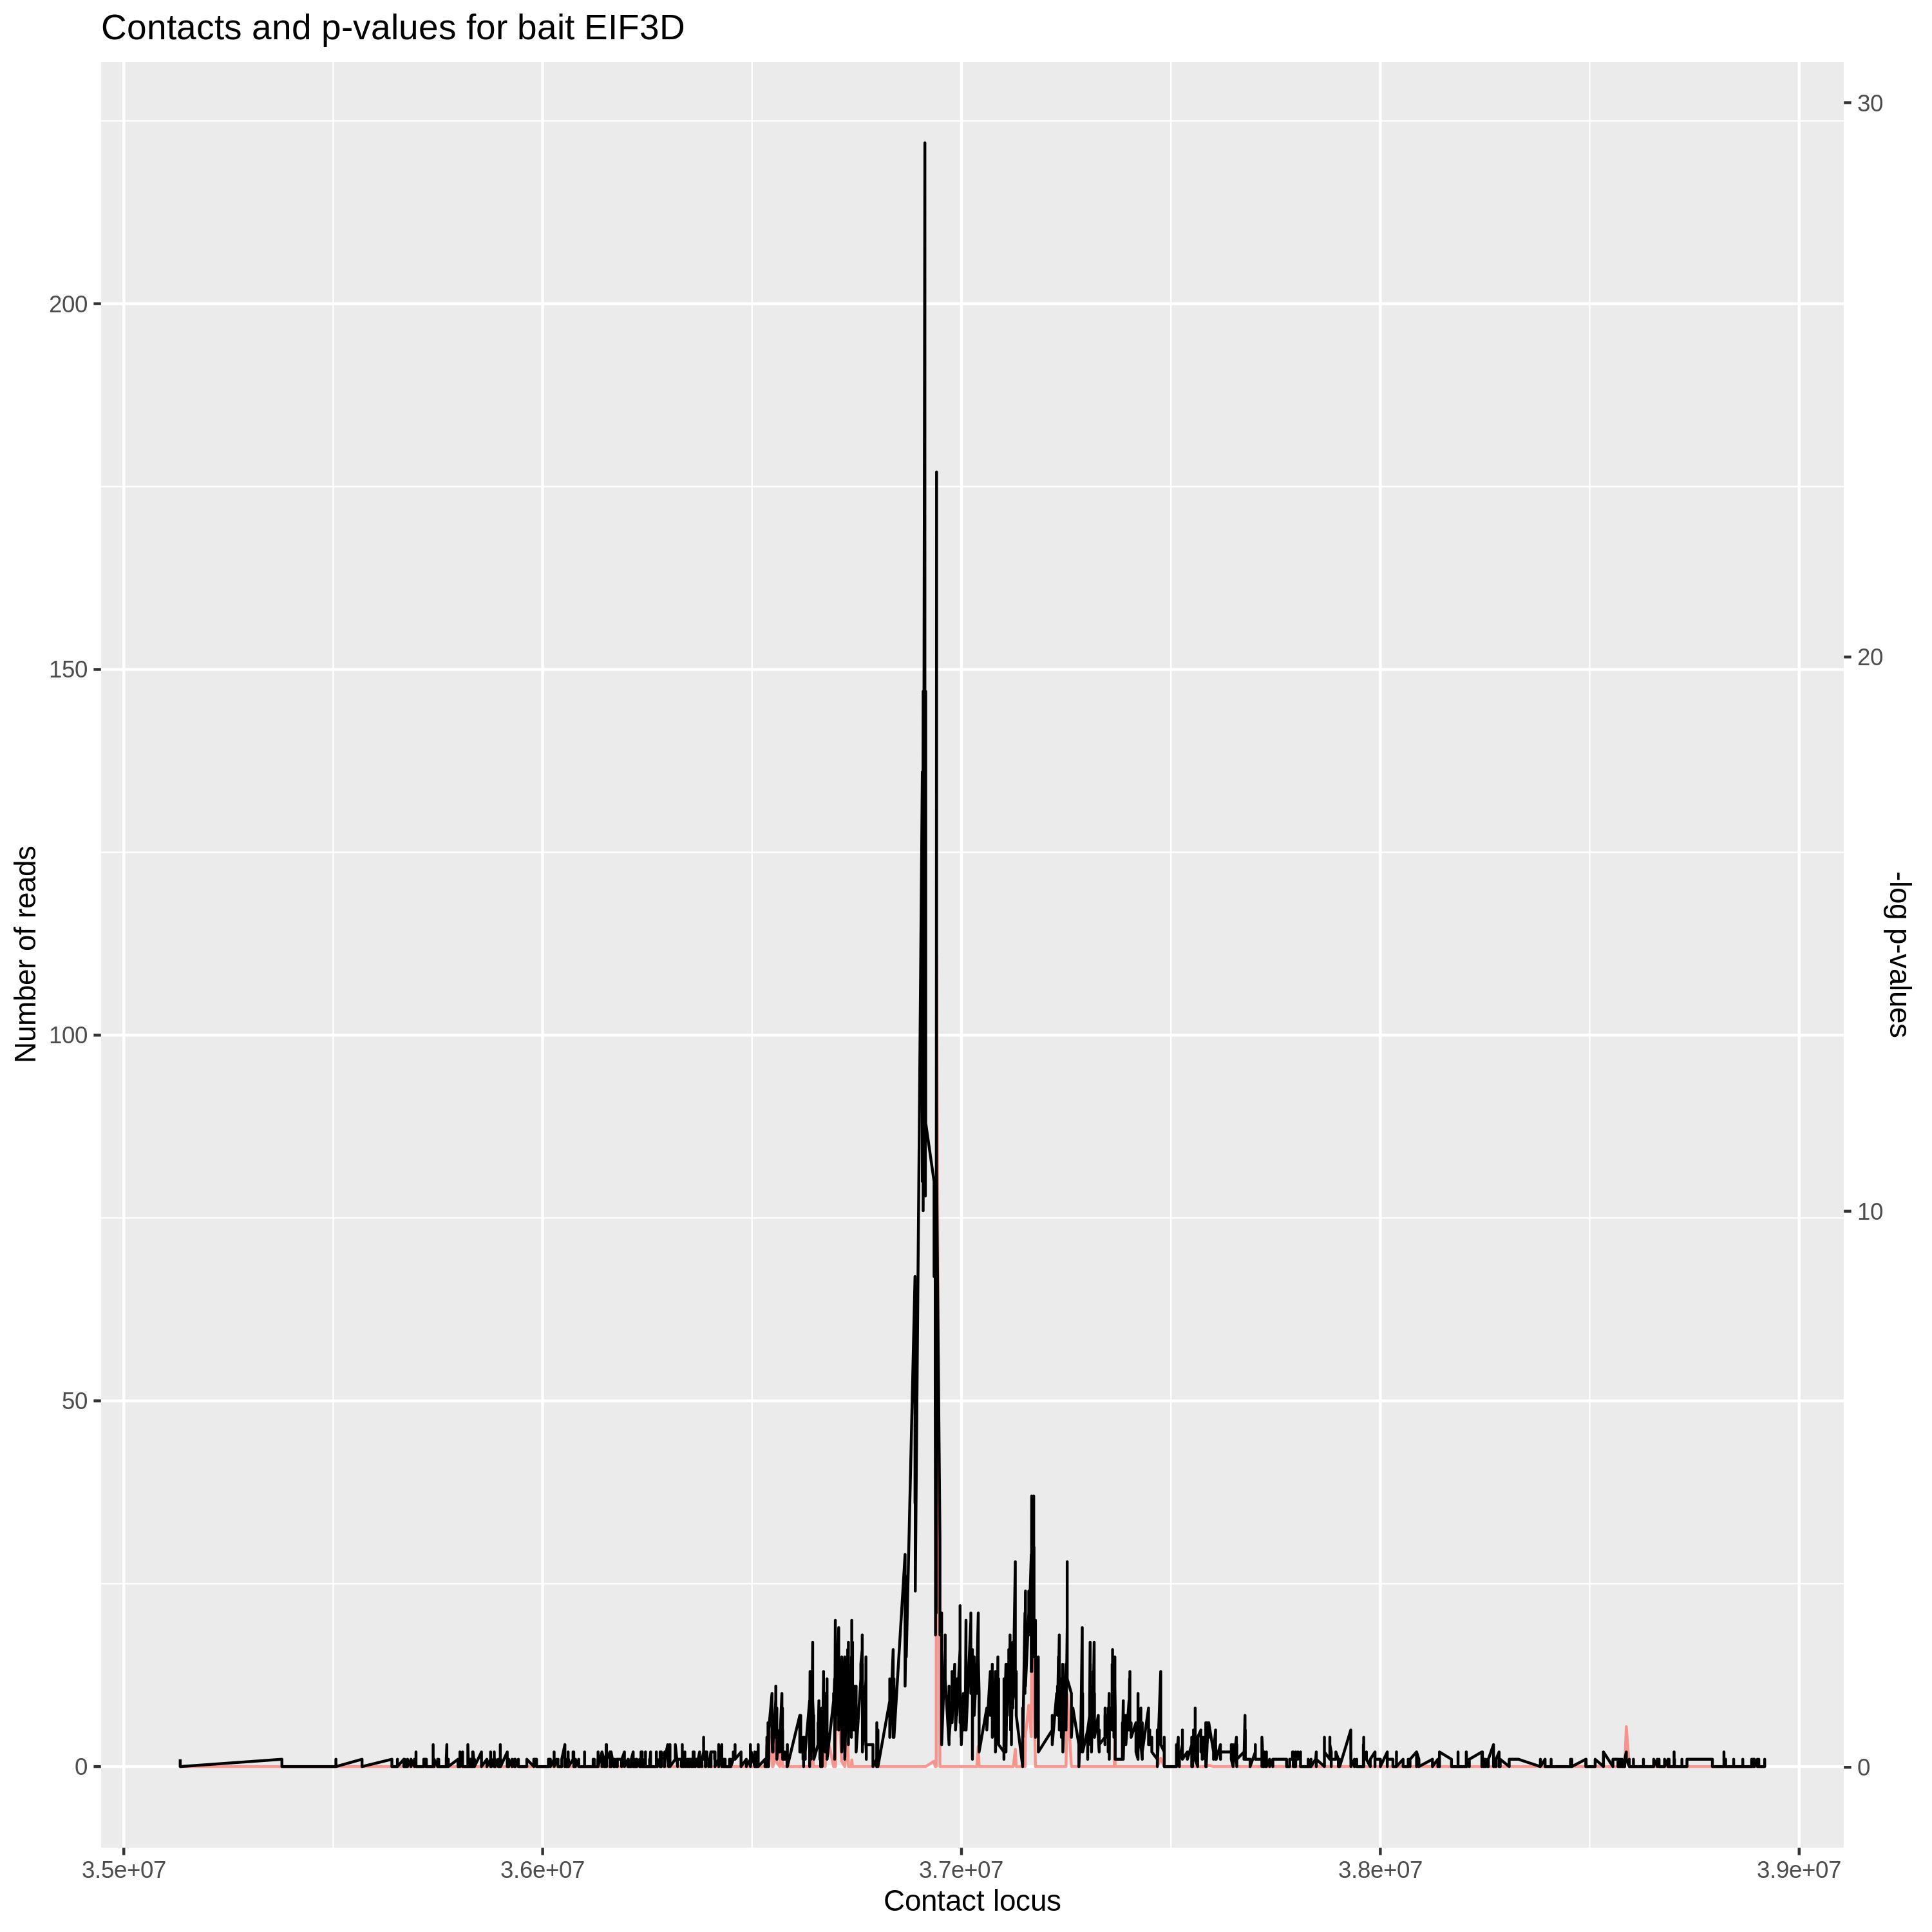 Contacts and p-values for bait EIF3D
30
200
150
20
Number of reads
-log p-values
100
10
50
0
0
3.5e+07
3.6e+07
3.7e+07
3.8e+07
3.9e+07
Contact locus